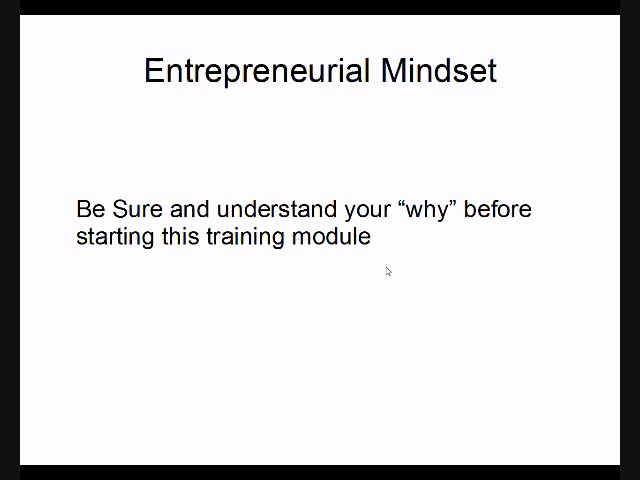 Entrepreneurial Mindset
Be Sure and understand your “why” before
starting this training module